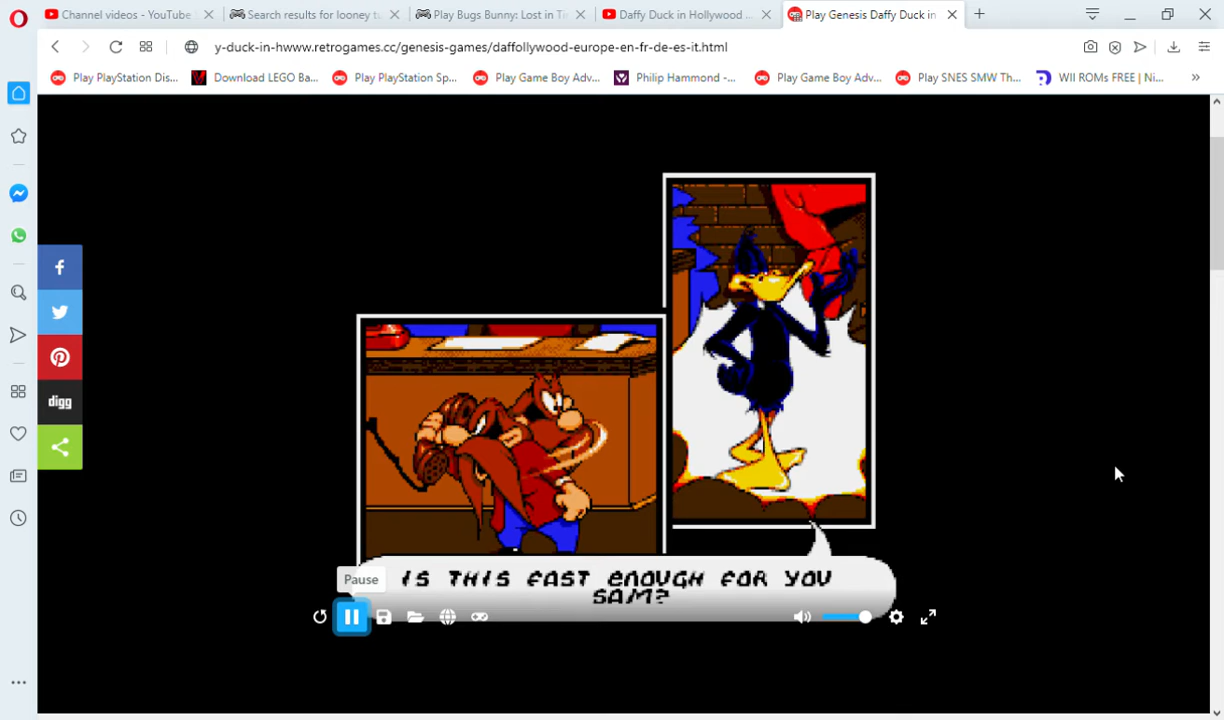 Channel videos - YouTube S
Search results for looney tu
Play Bugs Bunny: Lost in Ti
Daffy Duck in Hollywood ...
Play Genesis Daffy Duck in
y-duck-in-hwww.retrogames.cc/genesis-games/daffollywood-europe-en-fr-de-es-it.html
Play PlayStation Dis...
Download LEGO Ba...
Play PlayStation Sp...
Play Game Boy Adv...
Philip Hammond -...
Play Game Boy Adv...
Play SNES SMW Th...
WII ROMs FREE | Ni...
digg
Pause
IS THIS FAST ENOUGH FOR YOU
SAM?